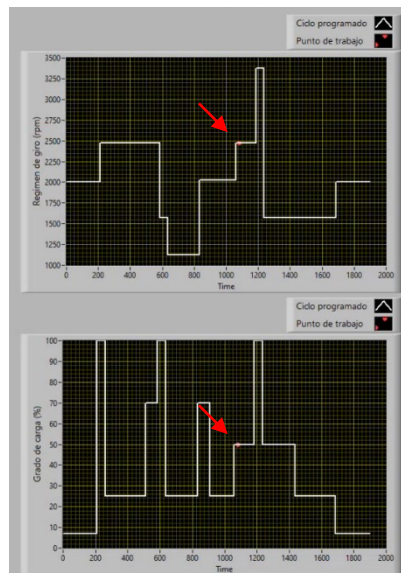 Ciclo programado
Punto de trabajo
Regimen de giro (rpm)
3500
3250
3000
2750
2500
2250
2000
1750
1500
1250
1000
0 200 400 600 800 1000 1200 1400 1600 1800 2000
Time
Ciclo programado
Punto de trabajo
Grado de carga (%)
100
90
80
70
60
50
40
30
20
10
0
0 200 400 600 800 1000 1200 1400 1600 1800 2000
Time